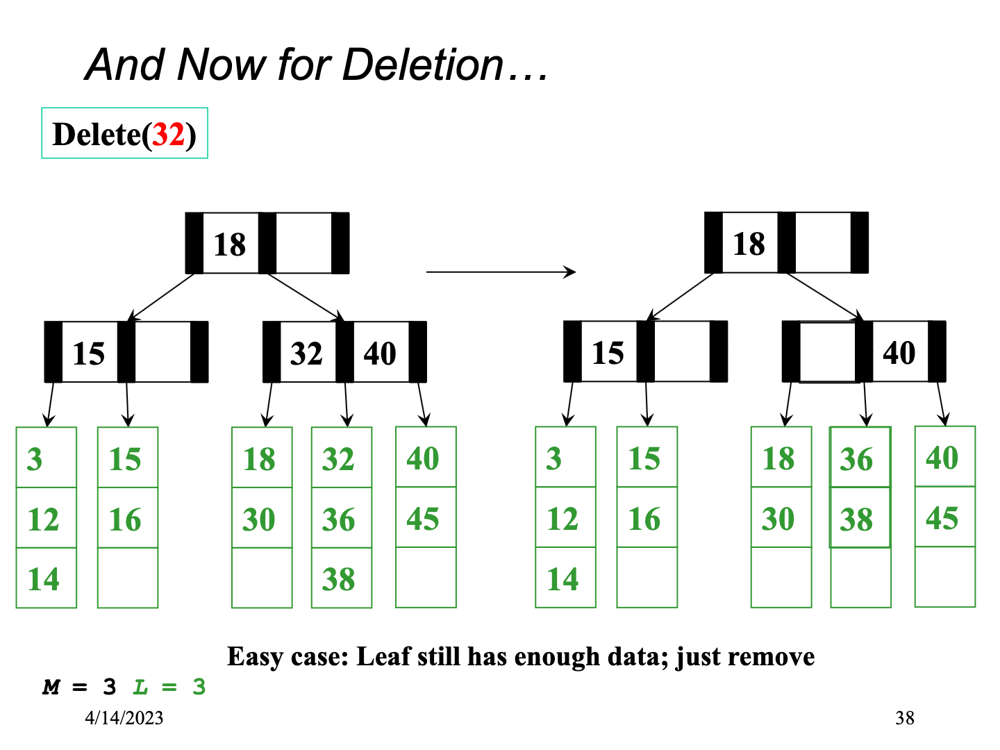 And Now for Deletion…
Delete(32)
18 18
15 32 40 15 40
3 15 18 32 40 3 15 18 36 40
12 16 30 36 45 12 16 30 38 45
14 38 14
Easy case: Leaf still has enough data; just remove
M = 3 L = 3
4/14/2023 38